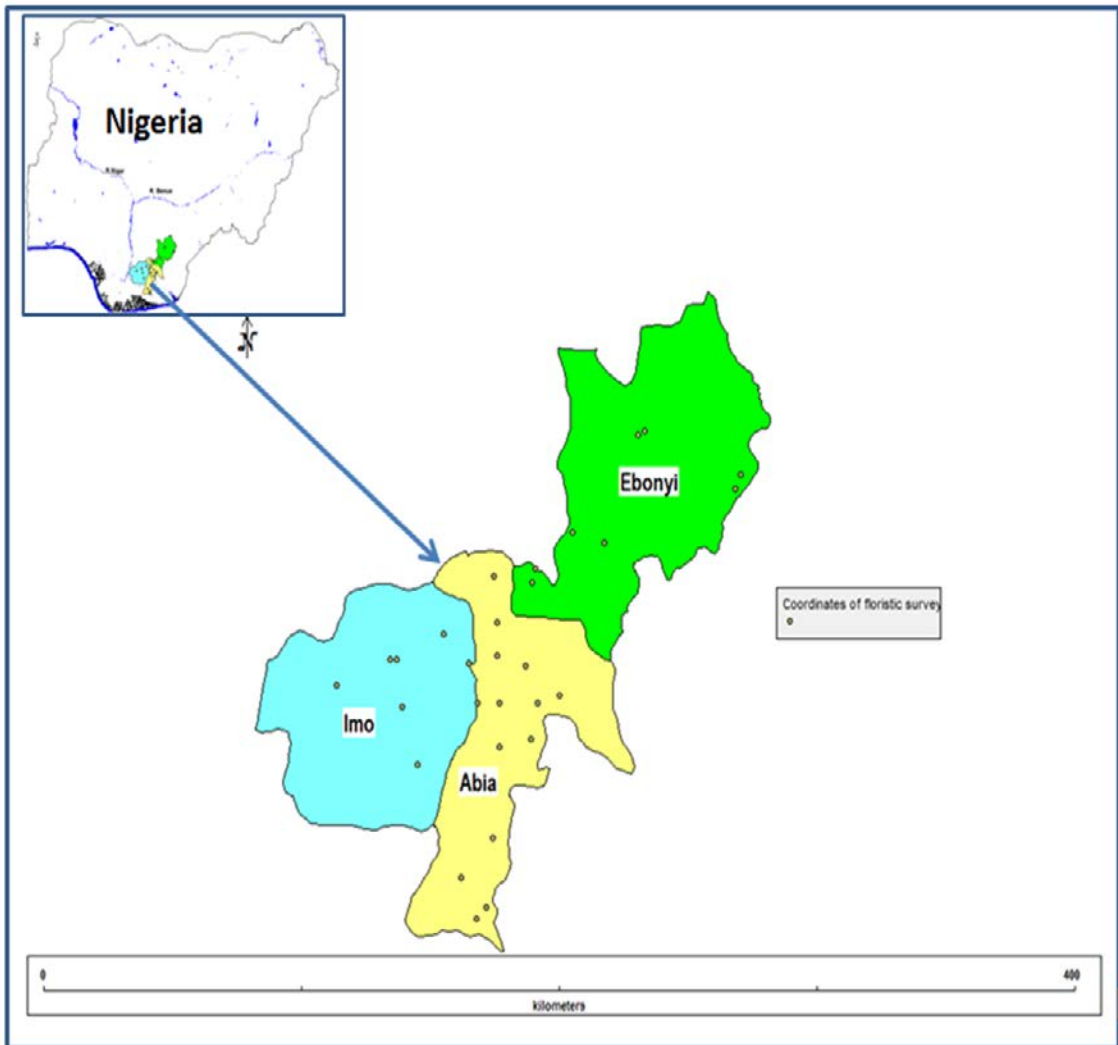 Nigeria
R. Niger
R. Benue
N
Ebonyi
Coordinates of floristic survey
Imo
Abia
0
400
kilometers